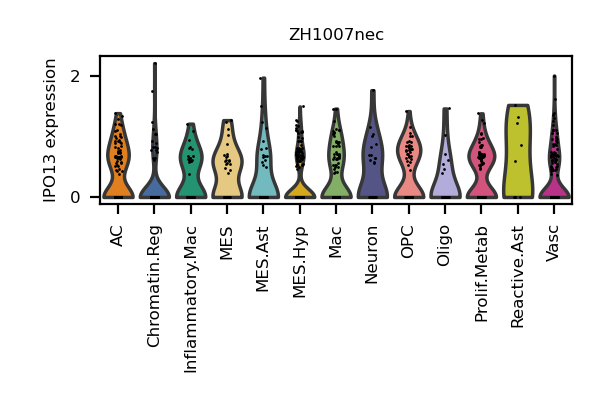 ZH1007nec
IPO13 expression
2
0
AC
Chromatin.Reg
Inflammatory.Mac
MES
MES.Ast
MES.Hyp
Mac
Neuron
OPC
Oligo
Prolif.Metab
Reactive.Ast
Vasc